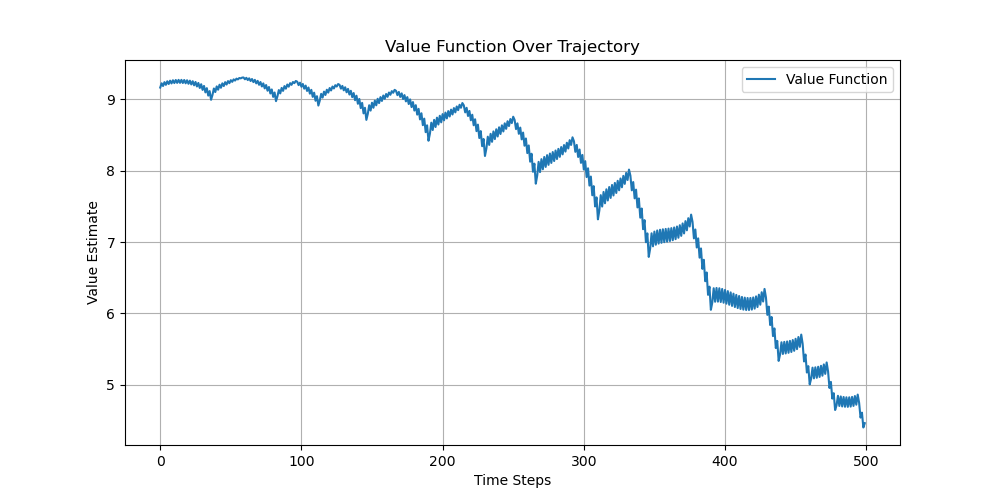 Value Function Over Trajectory
Value Function
Value Estimate
9
8
7
6
5
0 100 200 300 400 500
Time Steps